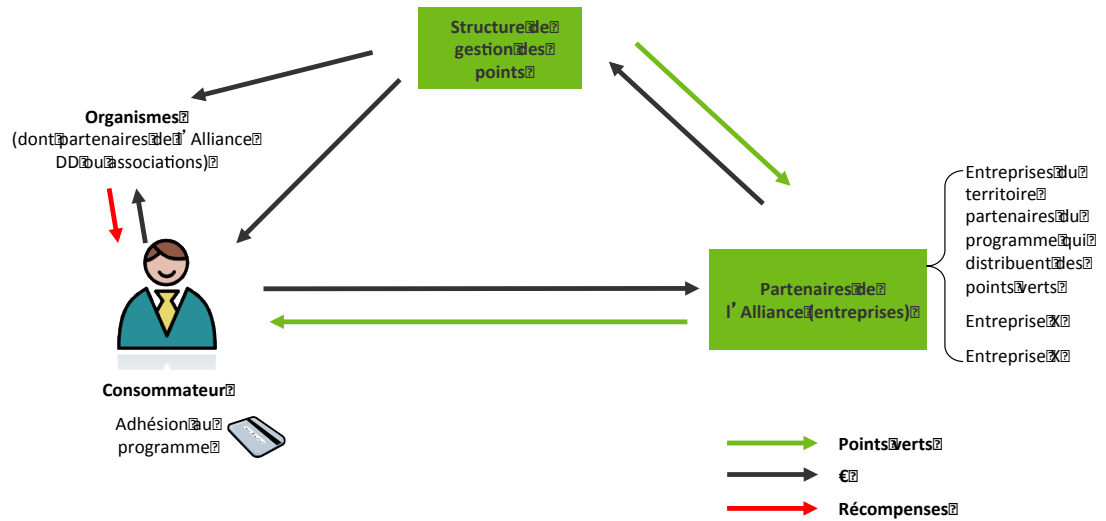 Structure de
gestion des
points
Organismes
(dont partenaires de l’Alliance
DD ou associations)
Entreprises du
territoire
partenaires du
programme qui
distribuent des
points verts
Entreprise X
Entreprise X
Partenaires de
l’Alliance (entreprises)
Consommateur
Adhésion au
programme
Points verts
€
Récompenses